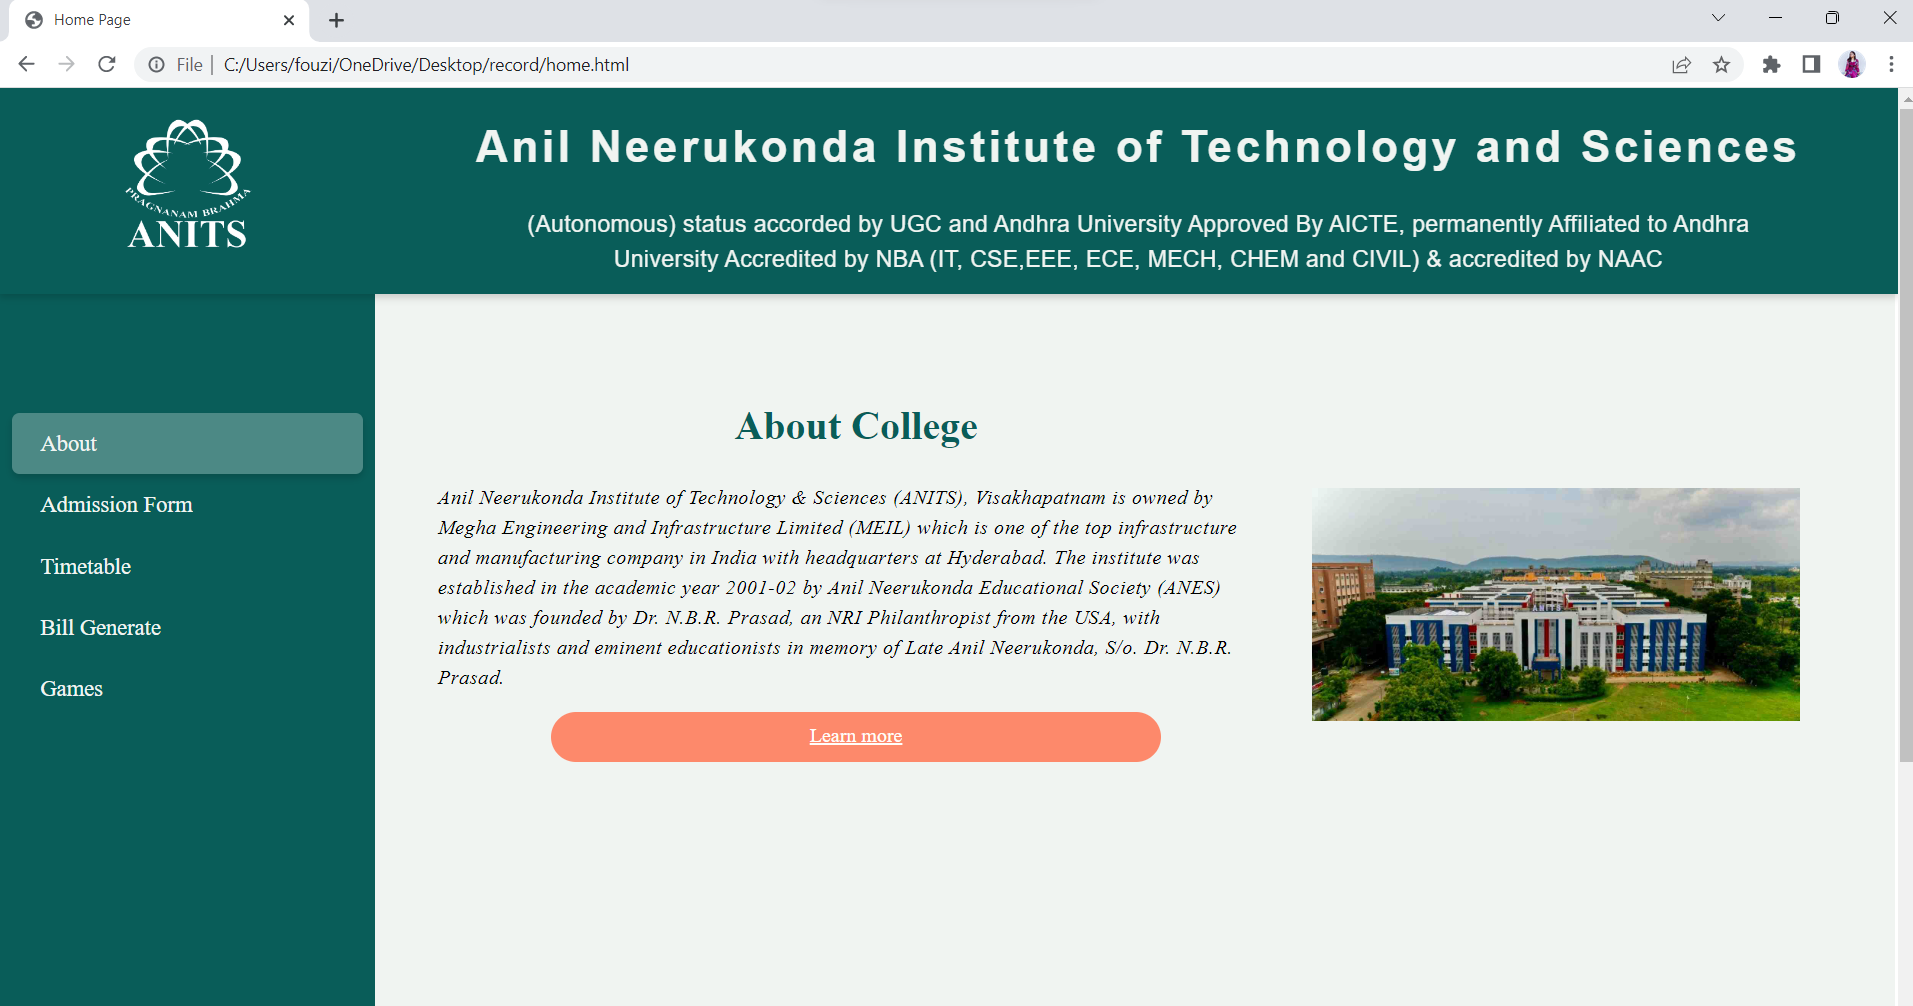 Home Page
File
C:/Users/fouzi/OneDrive/Desktop/record/home.html
PRAGNANAM BRAHMA
ANITS
Anil Neerukonda Institute of Technology and Sciences
(Autonomous) status accorded by UGC and Andhra University Approved By AICTE, permanently Affiliated to Andhra
University Accredited by NBA (IT, CSE,EEE, ECE, MECH, CHEM and CIVIL) & accredited by NAAC
About
Admission Form
Timetable
Bill Generate
Games
About College
Anil Neerukonda Institute of Technology & Sciences (ANITS), Visakhapatnam is owned by
Megha Engineering and Infrastructure Limited (MEIL) which is one of the top infrastructure
and manufacturing company in India with headquarters at Hyderabad. The institute was
established in the academic year 2001-02 by Anil Neerukonda Educational Society (ANES)
which was founded by Dr. N.B.R. Prasad, an NRI Philanthropist from the USA, with
industrialists and eminent educationists in memory of Late Anil Neerukonda, S/o. Dr. N.B.R.
Prasad.
Learn more